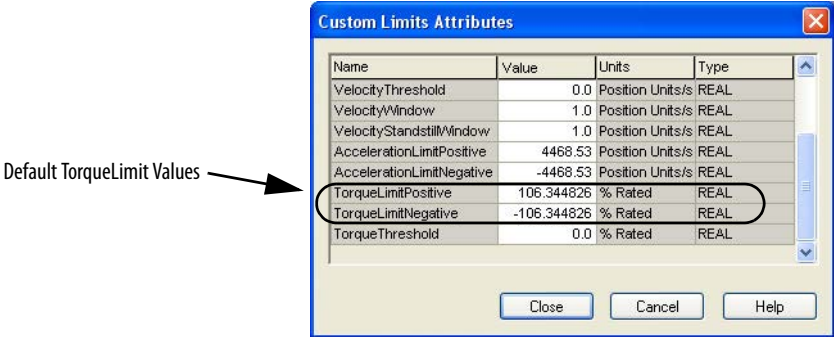 Custom Limits Attributes
Name Value Units Type
VelocityThreshold 0.0 Position Units/s REAL
VelocityWindow 1.0 Position Units/s REAL
VelocityStandstillWindow 1.0 Position Units/s REAL
AccelerationLimitPositive 4468.53 Position Units/s REAL
AccelerationLimitNegative -4468.53 Position Units/s REAL
Default TorqueLimit Values
TorqueLimitPositive 106.344826 % Rated REAL
TorqueLimitNegative -106.344826 % Rated REAL
TorqueThreshold 0.0 % Rated REAL
Close Cancel Help